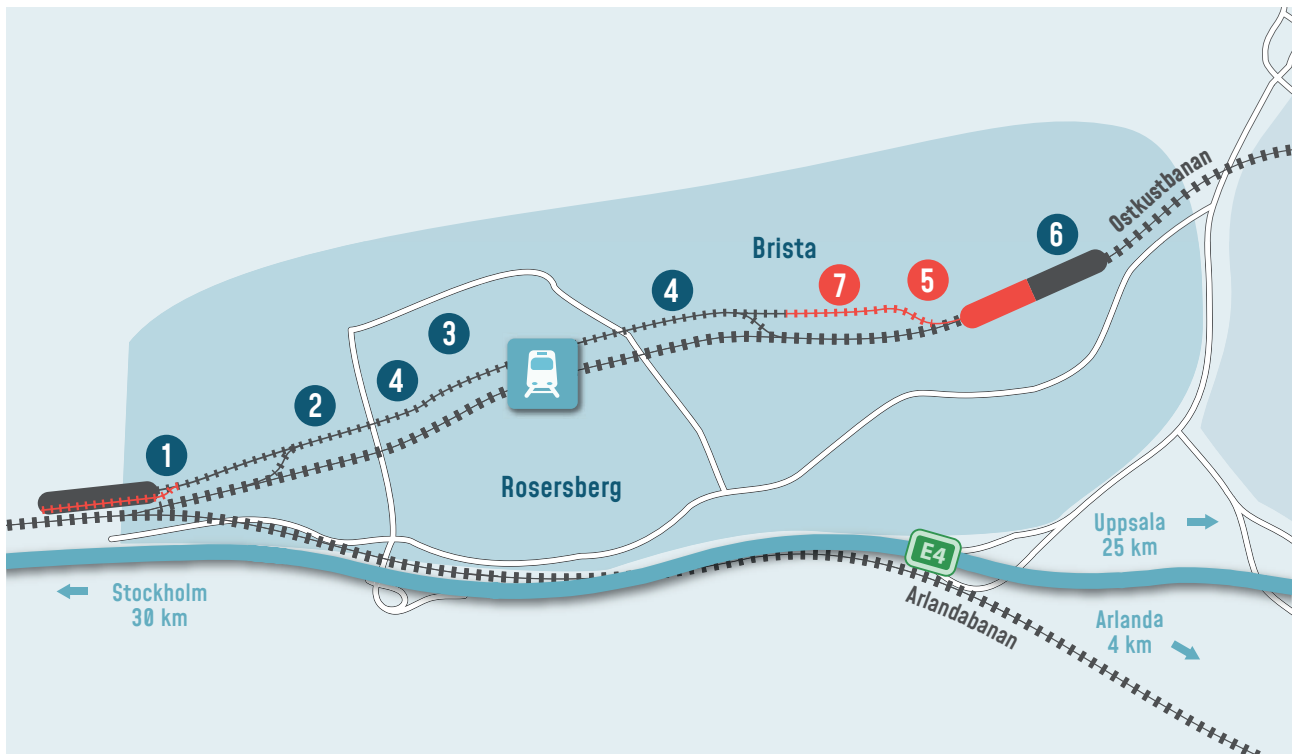 Ostkustbanan
6
Brista
7
5
4
3
4
2
1
Rosersberg
E4
Uppsala
25 km
Stockholm
30 km
Arlandabanan
Arlanda
4 km